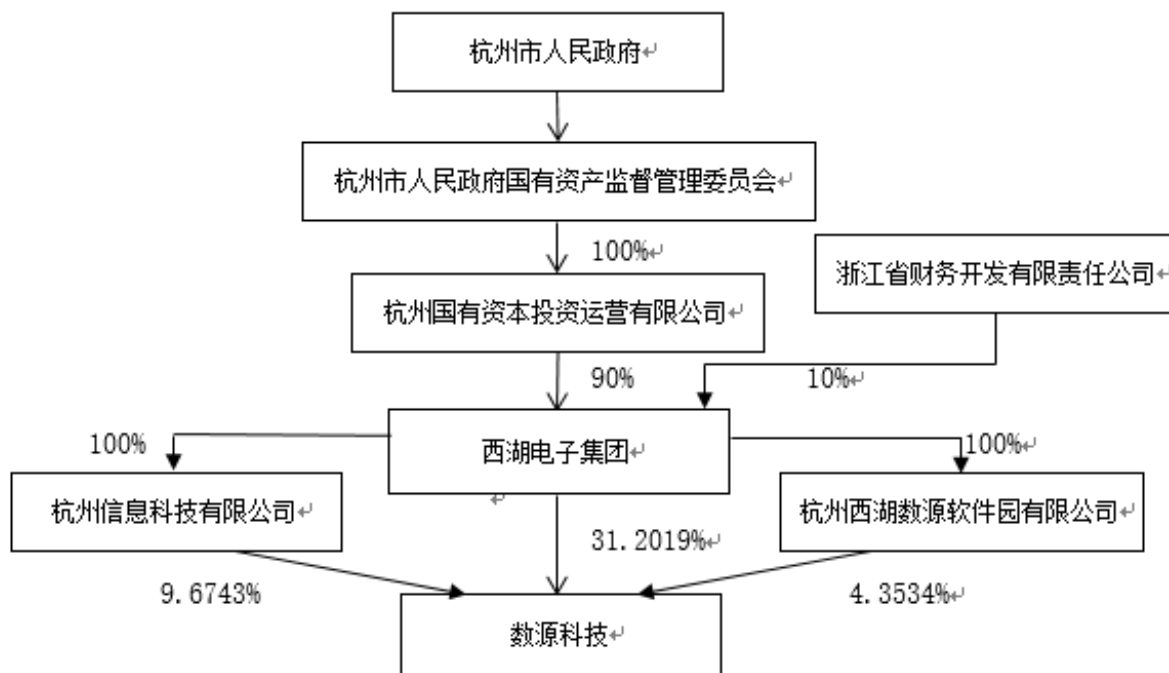 杭州市人民政府
杭州市人民政府国有资产监督管理委员会
100%
浙江省财务开发有限责任公司
杭州国有资本投资运营有限公司
90%
10%
西湖电子集团
100%
100%
杭州信息科技有限公司
杭州西湖数源软件园有限公司
31.2019%
9.6743%
4.3534%
数源科技